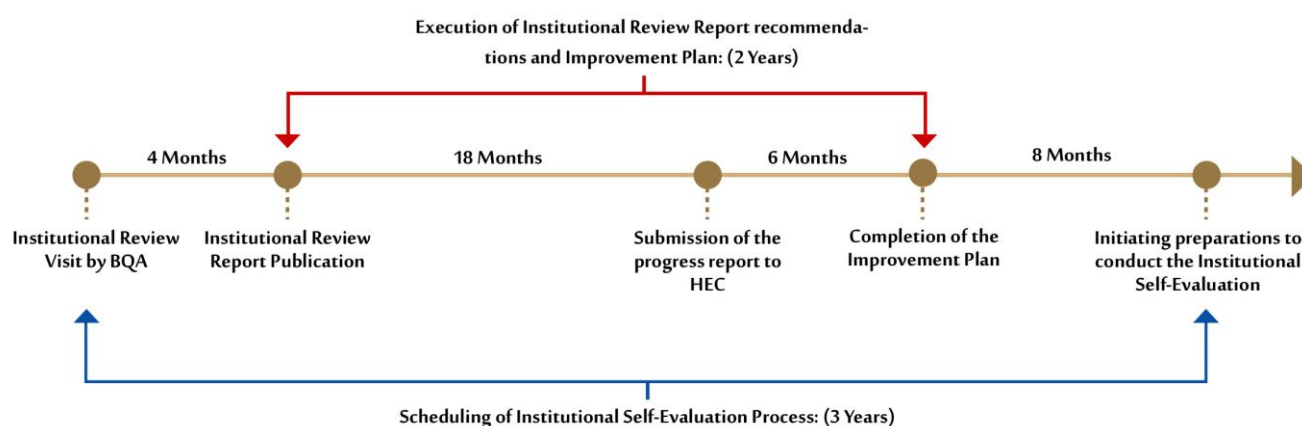 Execution of Institutional Review Report recommenda-
tions and Improvement Plan: (2 Years)
4 Months
18 Months
6 Months
8 Months
Institutional Review
Visit by BQA
Institutional Review
Report Publication
Submission of the
progress report to
HEC
Completion of the
Improvement Plan
Initiating preparations to
conduct the Institutional
Self-Evaluation
Scheduling of Institutional Self-Evaluation Process: (3 Years)